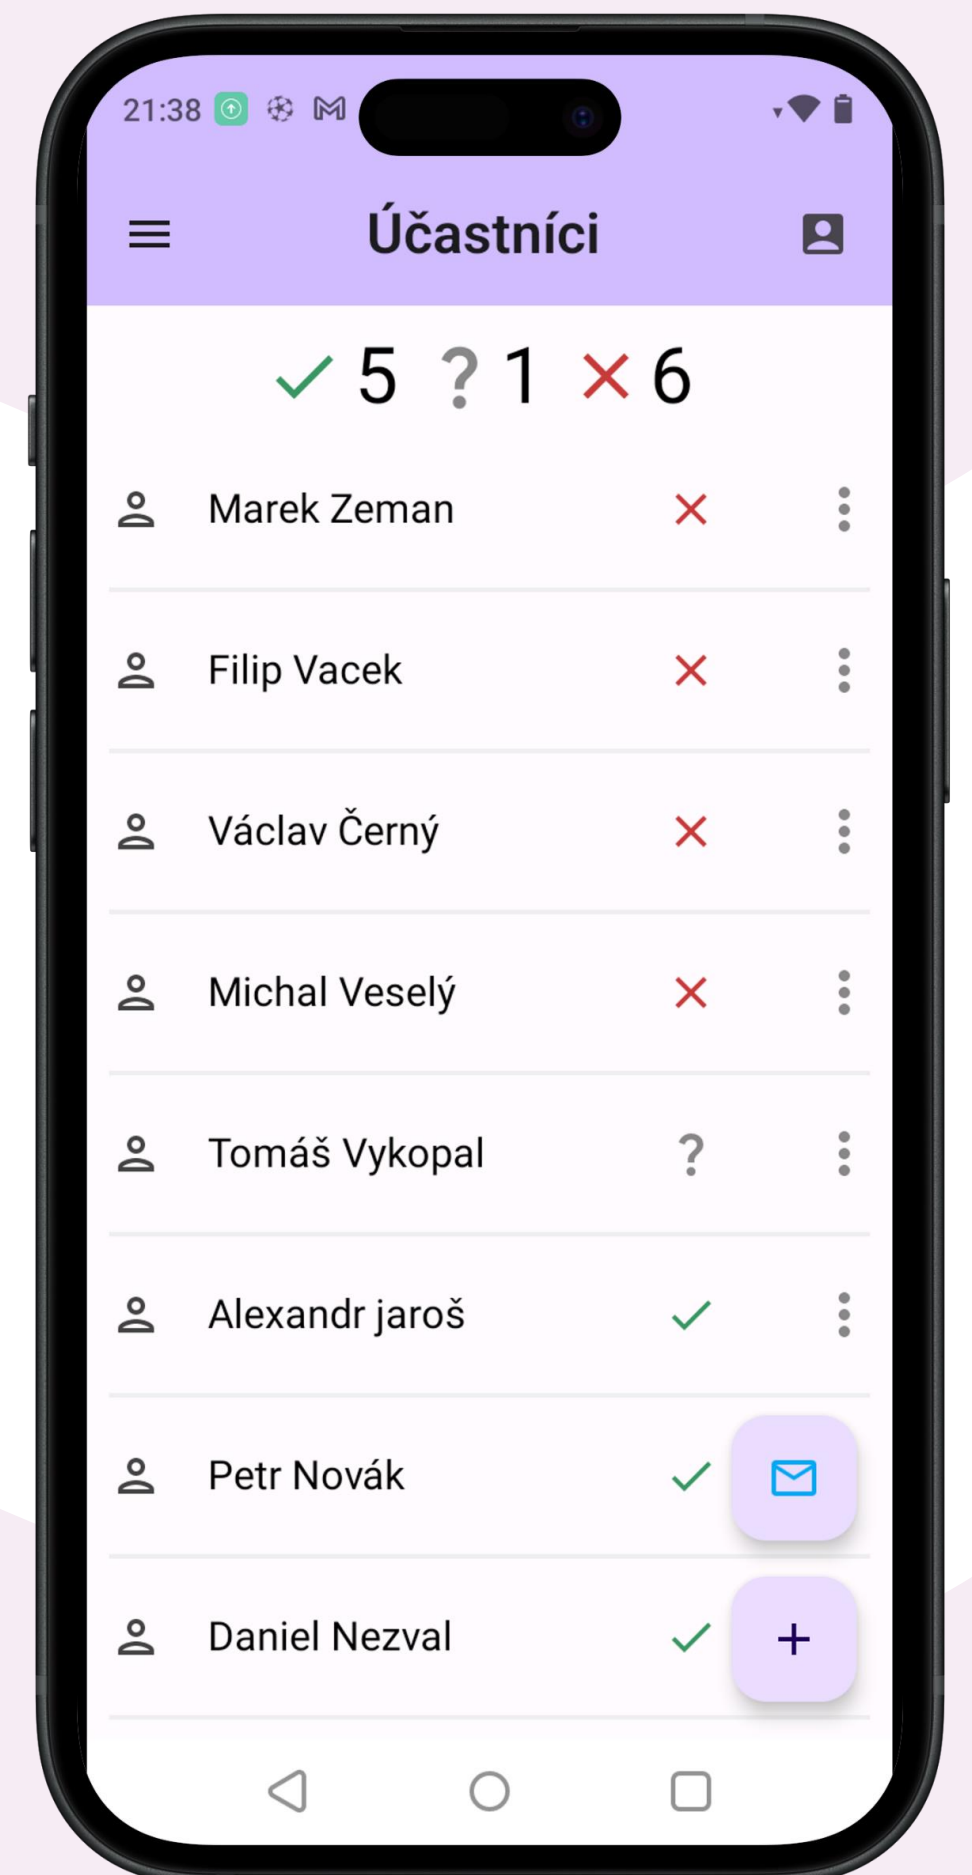 21:38
Účastníci
5 ? 1 6
Marek Zeman
Filip Vacek
Václav Černý
Michal Veselý
Tomáš Vykopal ?
Alexandr jaroš
Petr Novák
Daniel Nezval